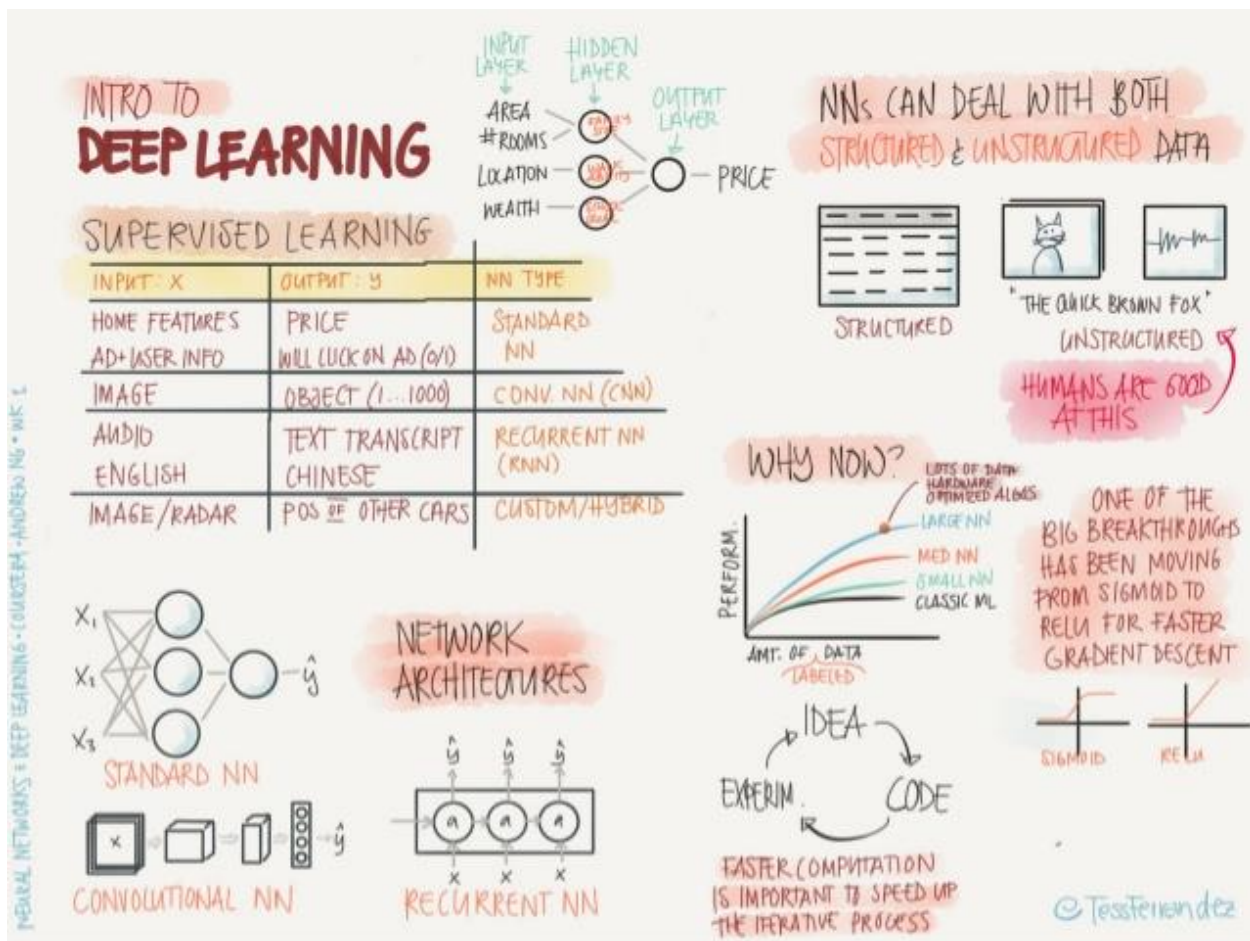 INTRO TO
DEEP LEARNING
INPUT
LAYER
HIDDEN
LAYER
OUTPUT
LAYER
AREA
#ROOMS
LOCATION
WEALTH
FAMILY
SIZE
PRICE
SUPERVISED LEARNING
INPUT: X OUTPUT: Y NN TYPE
HOME FEATURES PRICE STANDARD
AD+USER INFO WILL CLICK ON AD (0/1) NN
IMAGE OBJECT (1...1000) CONV. NN (CNN)
AUDIO TEXT TRANSCRIPT RECURRENT NN
ENGLISH CHINESE (RNN)
IMAGE/RADAR POS OF OTHER CARS CUSTOM/HYBRID
NNs CAN DEAL WITH BOTH
STRUCTURED & UNSTRUCTURED DATA
STRUCTURED
"THE QUICK BROWN FOX"
UNSTRUCTURED
HUMANS ARE GOOD
AT THIS
WHY NOW?
LOTS OF DATA
HARDWARE
OPTIMIZED ALGOS
LARGE NN
MED NN
SMALL NN
CLASSIC ML
PERFORM.
AMT. OF DATA
LABELED
ONE OF THE
BIG BREAKTHROUGHS
HAS BEEN MOVING
FROM SIGMOID TO
RELU FOR FASTER
GRADIENT DESCENT
SIGMOID RELU
NETWORK
ARCHITECTURES
X1
X2
X3
ŷ
STANDARD NN
X
ŷ
CONVOLUTIONAL NN
ŷ ŷ ŷ
a a a
X X X
RECURRENT NN
IDEA
EXPERIM. CODE
FASTER COMPUTATION
IS IMPORTANT TO SPEED UP
THE ITERATIVE PROCESS
@TessFerrandez
NEURAL NETWORKS & DEEP LEARNING • COURSERA • ANDREW NG • WK 1